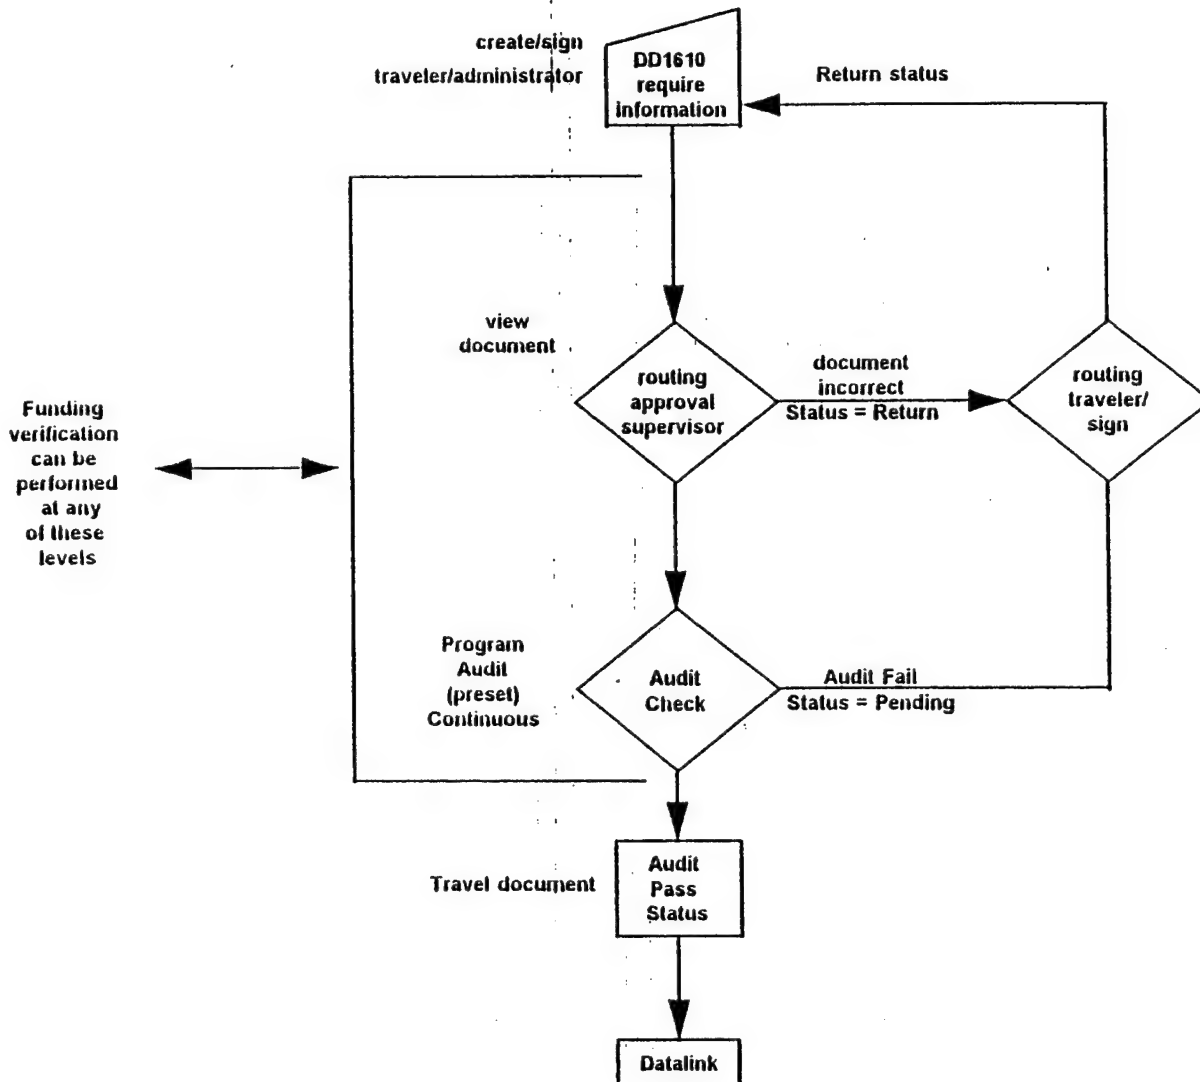 create/sign
traveler/administrator
DD1610
require
information
Return status
view
document
routing
approval
supervisor
document
incorrect
Status = Return
routing
traveler/
sign
Funding
verification
can be
performed
at any
of these
levels
Program
Audit
(preset)
Continuous
Audit
Check
Audit Fail
Status = Pending
Travel document
Audit
Pass
Status
Datalink